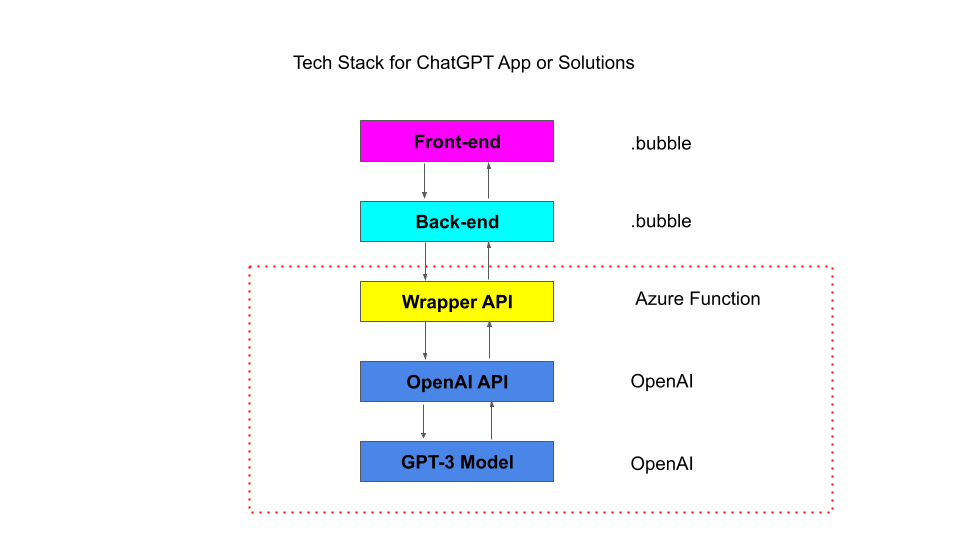 Tech Stack for ChatGPT App or Solutions
Front-end
.bubble
Back-end
.bubble
Wrapper API
Azure Function
OpenAI API
OpenAI
GPT-3 Model
OpenAI